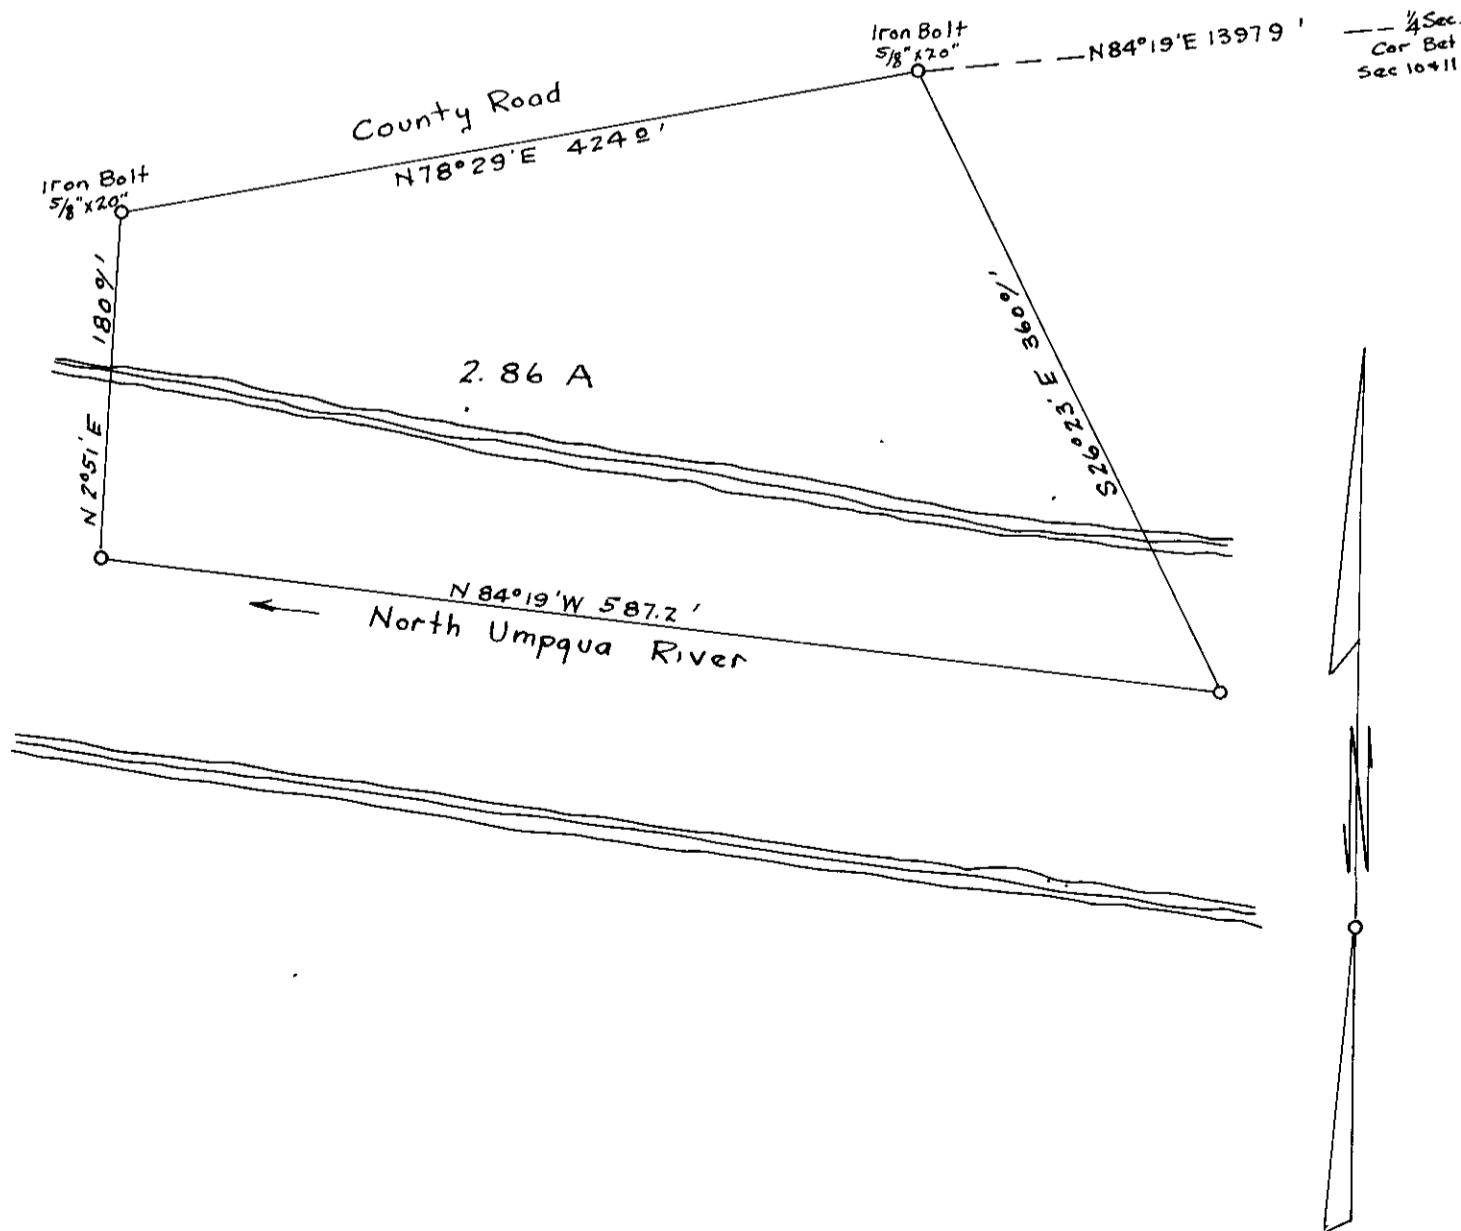 Iron Bolt
5/8"x20"
N84°19'E 1397 9 '
1/4 Sec.
Cor Bet
Sec 10+11
County Road
N78°29'E 424 0'
Iron Bolt
5/8"x20"
N 2°51'E 180 9/'
2.86 A
S26°23'E 360 9/'
N 84°19'W 587.2'
North Umpqua River
N